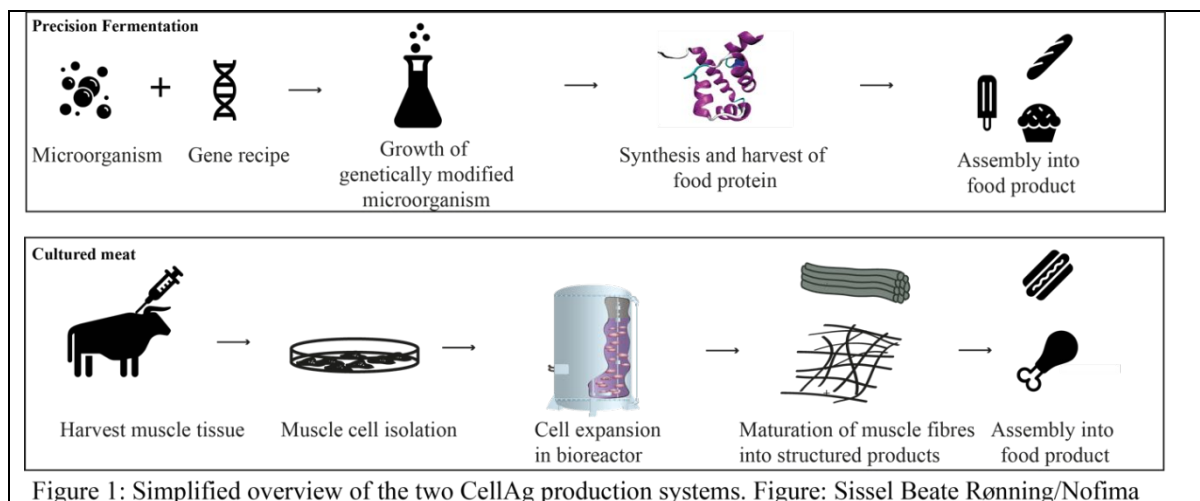 Precision Fermentation
Microorganism
Gene recipe
Growth of
genetically modified
microorganism
Synthesis and harvest of
food protein
Assembly into
food product
Cultured meat
Harvest muscle tissue
Muscle cell isolation
Cell expansion
in bioreactor
Maturation of muscle fibres
into structured products
Assembly into
food product
Figure 1: Simplified overview of the two CellAg production systems. Figure: Sissel Beate Rønning/Nofima